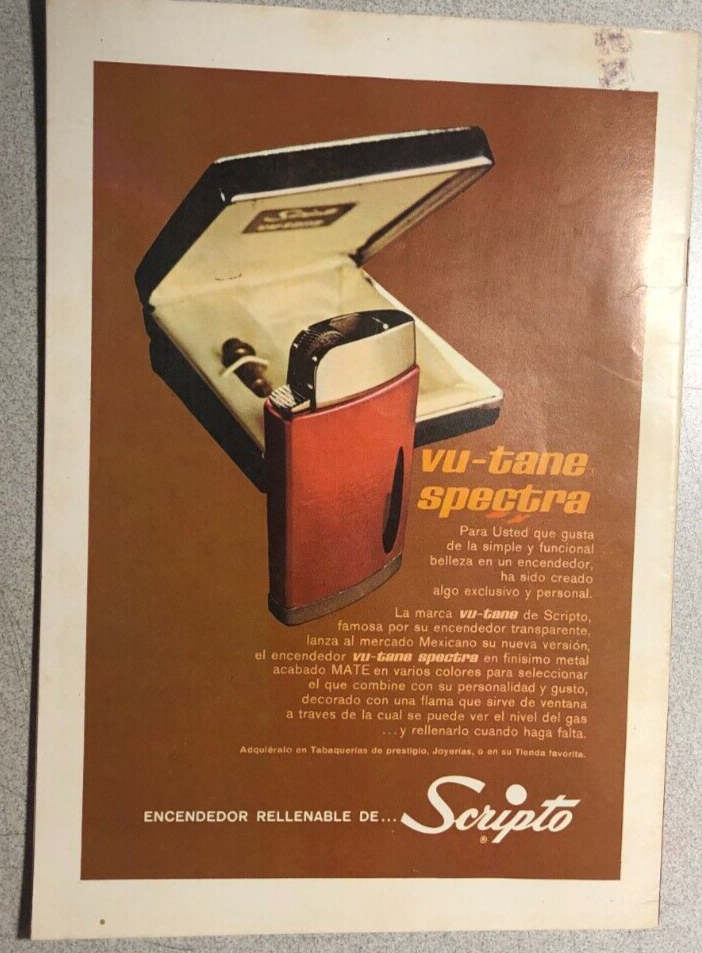 Scripto
vu-tane
vu-tane
spectra
Para Usted que gusta
de la simple y funcional
belleza en un encendedor,
ha sido creado
algo exclusivo y personal.
La marca vu-tane de Scripto,
famosa por su encendedor transparente,
lanza al mercado Mexicano su nueva versión,
el encendedor vu-tane spectra en finísimo metal
acabado MATE en varios colores para seleccionar
el que combine con su personalidad y gusto,
decorado con una flama que sirve de ventana
a traves de la cual se puede ver el nivel del gas
...y rellenarlo cuando haga falta.
Adquiéralo en Tabaquerías de prestigio, Joyerías, o en su Tienda favorita.
ENCENDEDOR RELLENABLE DE... Scripto®